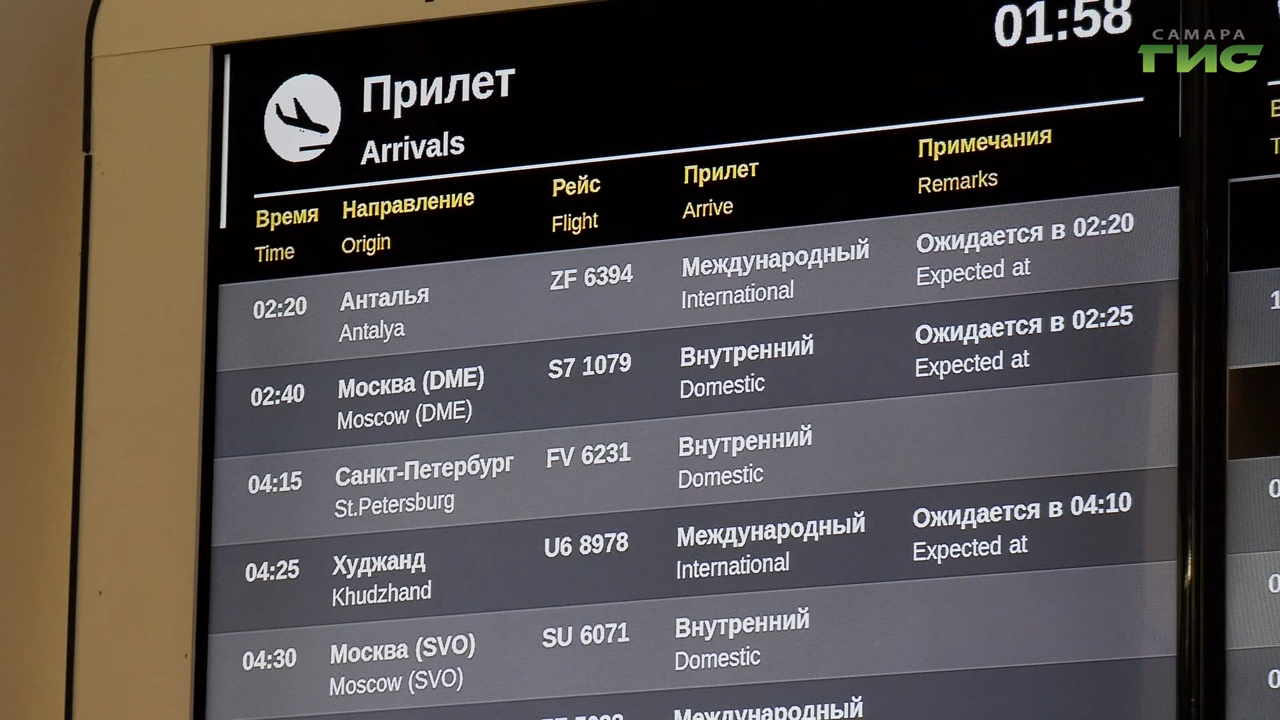 01:58
САМАРА
ГИС
Прилет
Arrivals
Время Направление Рейс Прилет Примечания
Time Origin Flight Arrive Remarks
02:20 Анталья ZF 6394 Международный Ожидается в 02:20
Antalya International Expected at
02:40 Москва (DME) S7 1079 Внутренний Ожидается в 02:25
Moscow (DME) Domestic Expected at
04:15 Санкт-Петербург FV 6231 Внутренний
St.Petersburg Domestic
04:25 Худжанд U6 8978 Международный Ожидается в 04:10
Khudzhand International Expected at
04:30 Москва (SVO) SU 6071 Внутренний
Moscow (SVO) Domestic
Международный